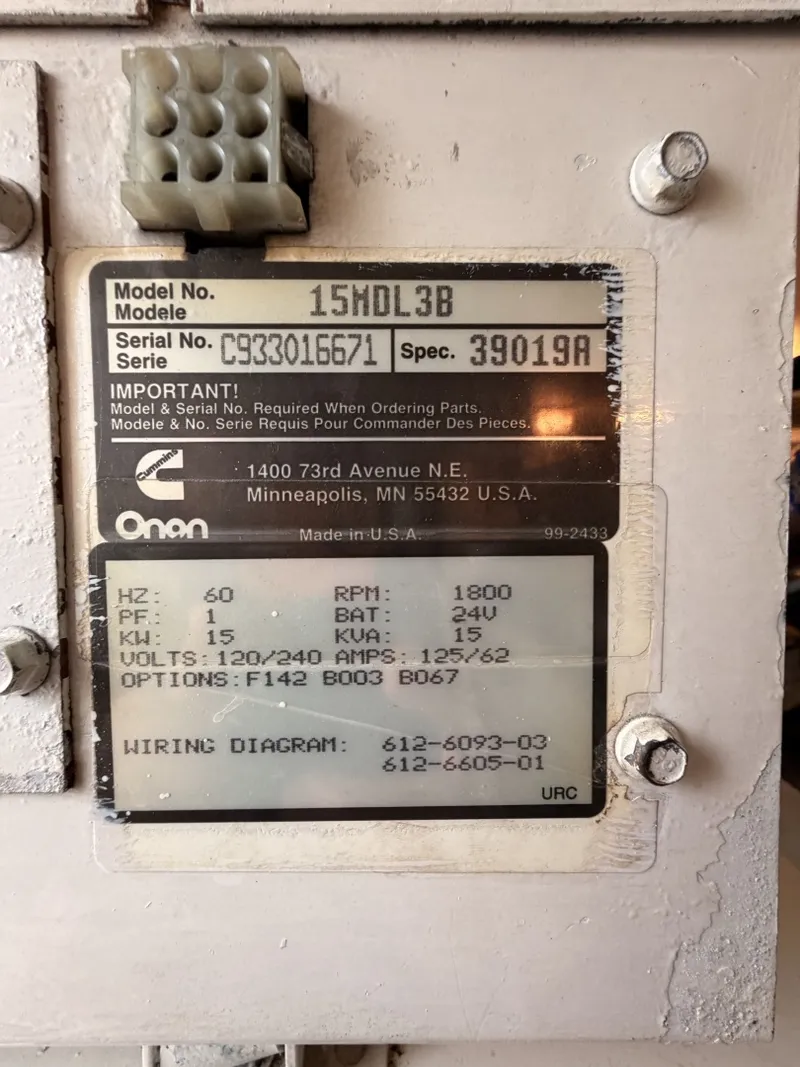 Model No. 15MDL3B
Modele
Serial No. C933016671 Spec. 39019A
Serie
IMPORTANT!
Model & Serial No. Required When Ordering Parts.
Modele & No. Serie Requis Pour Commander Des Pieces.
Cummins
1400 73rd Avenue N.E.
Minneapolis, MN 55432 U.S.A.
Onan Made in U.S.A. 99-2433
HZ: 60 RPM: 1800
PF: 1 BAT: 24V
KW: 15 KVA: 15
VOLTS: 120/240 AMPS: 125/62
OPTIONS: F142 B003 B067
WIRING DIAGRAM: 612-6093-03
612-6605-01
URC